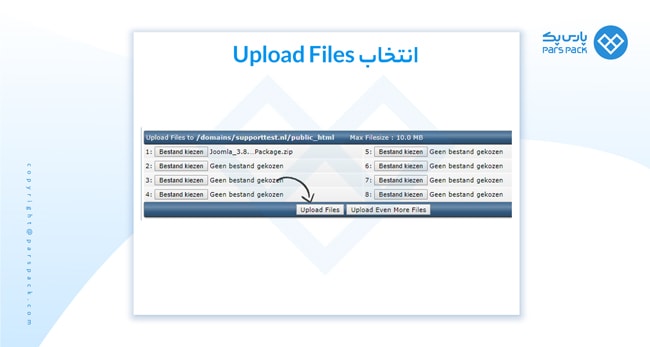 انتخاب Upload Files
پارس پک
PARS PACK
Upload Files to /domains/supporttest.nl/public_html Max Filesize : 10.0 MB
1: Bestand kiezen Joomla_3.8....Package.zip 5: Bestand kiezen Geen bestand gekozen
2: Bestand kiezen Geen bestand gekozen 6: Bestand kiezen Geen bestand gekozen
3: Bestand kiezen Geen bestand gekozen 7: Bestand kiezen Geen bestand gekozen
4: Bestand kiezen Geen bestand gekozen 8: Bestand kiezen Geen bestand gekozen
Upload Files Upload Even More Files
copyright@parspack.com